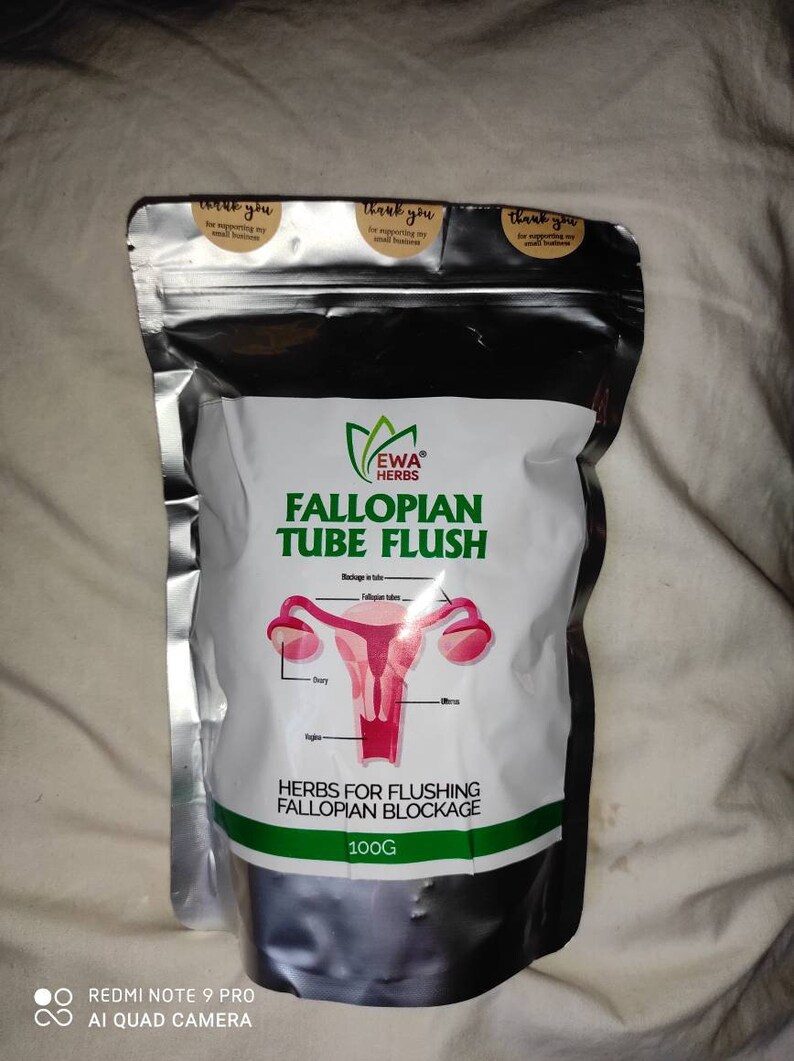 thank you
for supporting my
small business
thank you
for supporting my
small business
thank you
for supporting my
small business
EWA®
HERBS
FALLOPIAN
TUBE FLUSH
Blockage in tube
Fallopian tubes
Ovary
Uterus
Vagina
HERBS FOR FLUSHING
FALLOPIAN BLOCKAGE
100G
REDMI NOTE 9 PRO
AI QUAD CAMERA